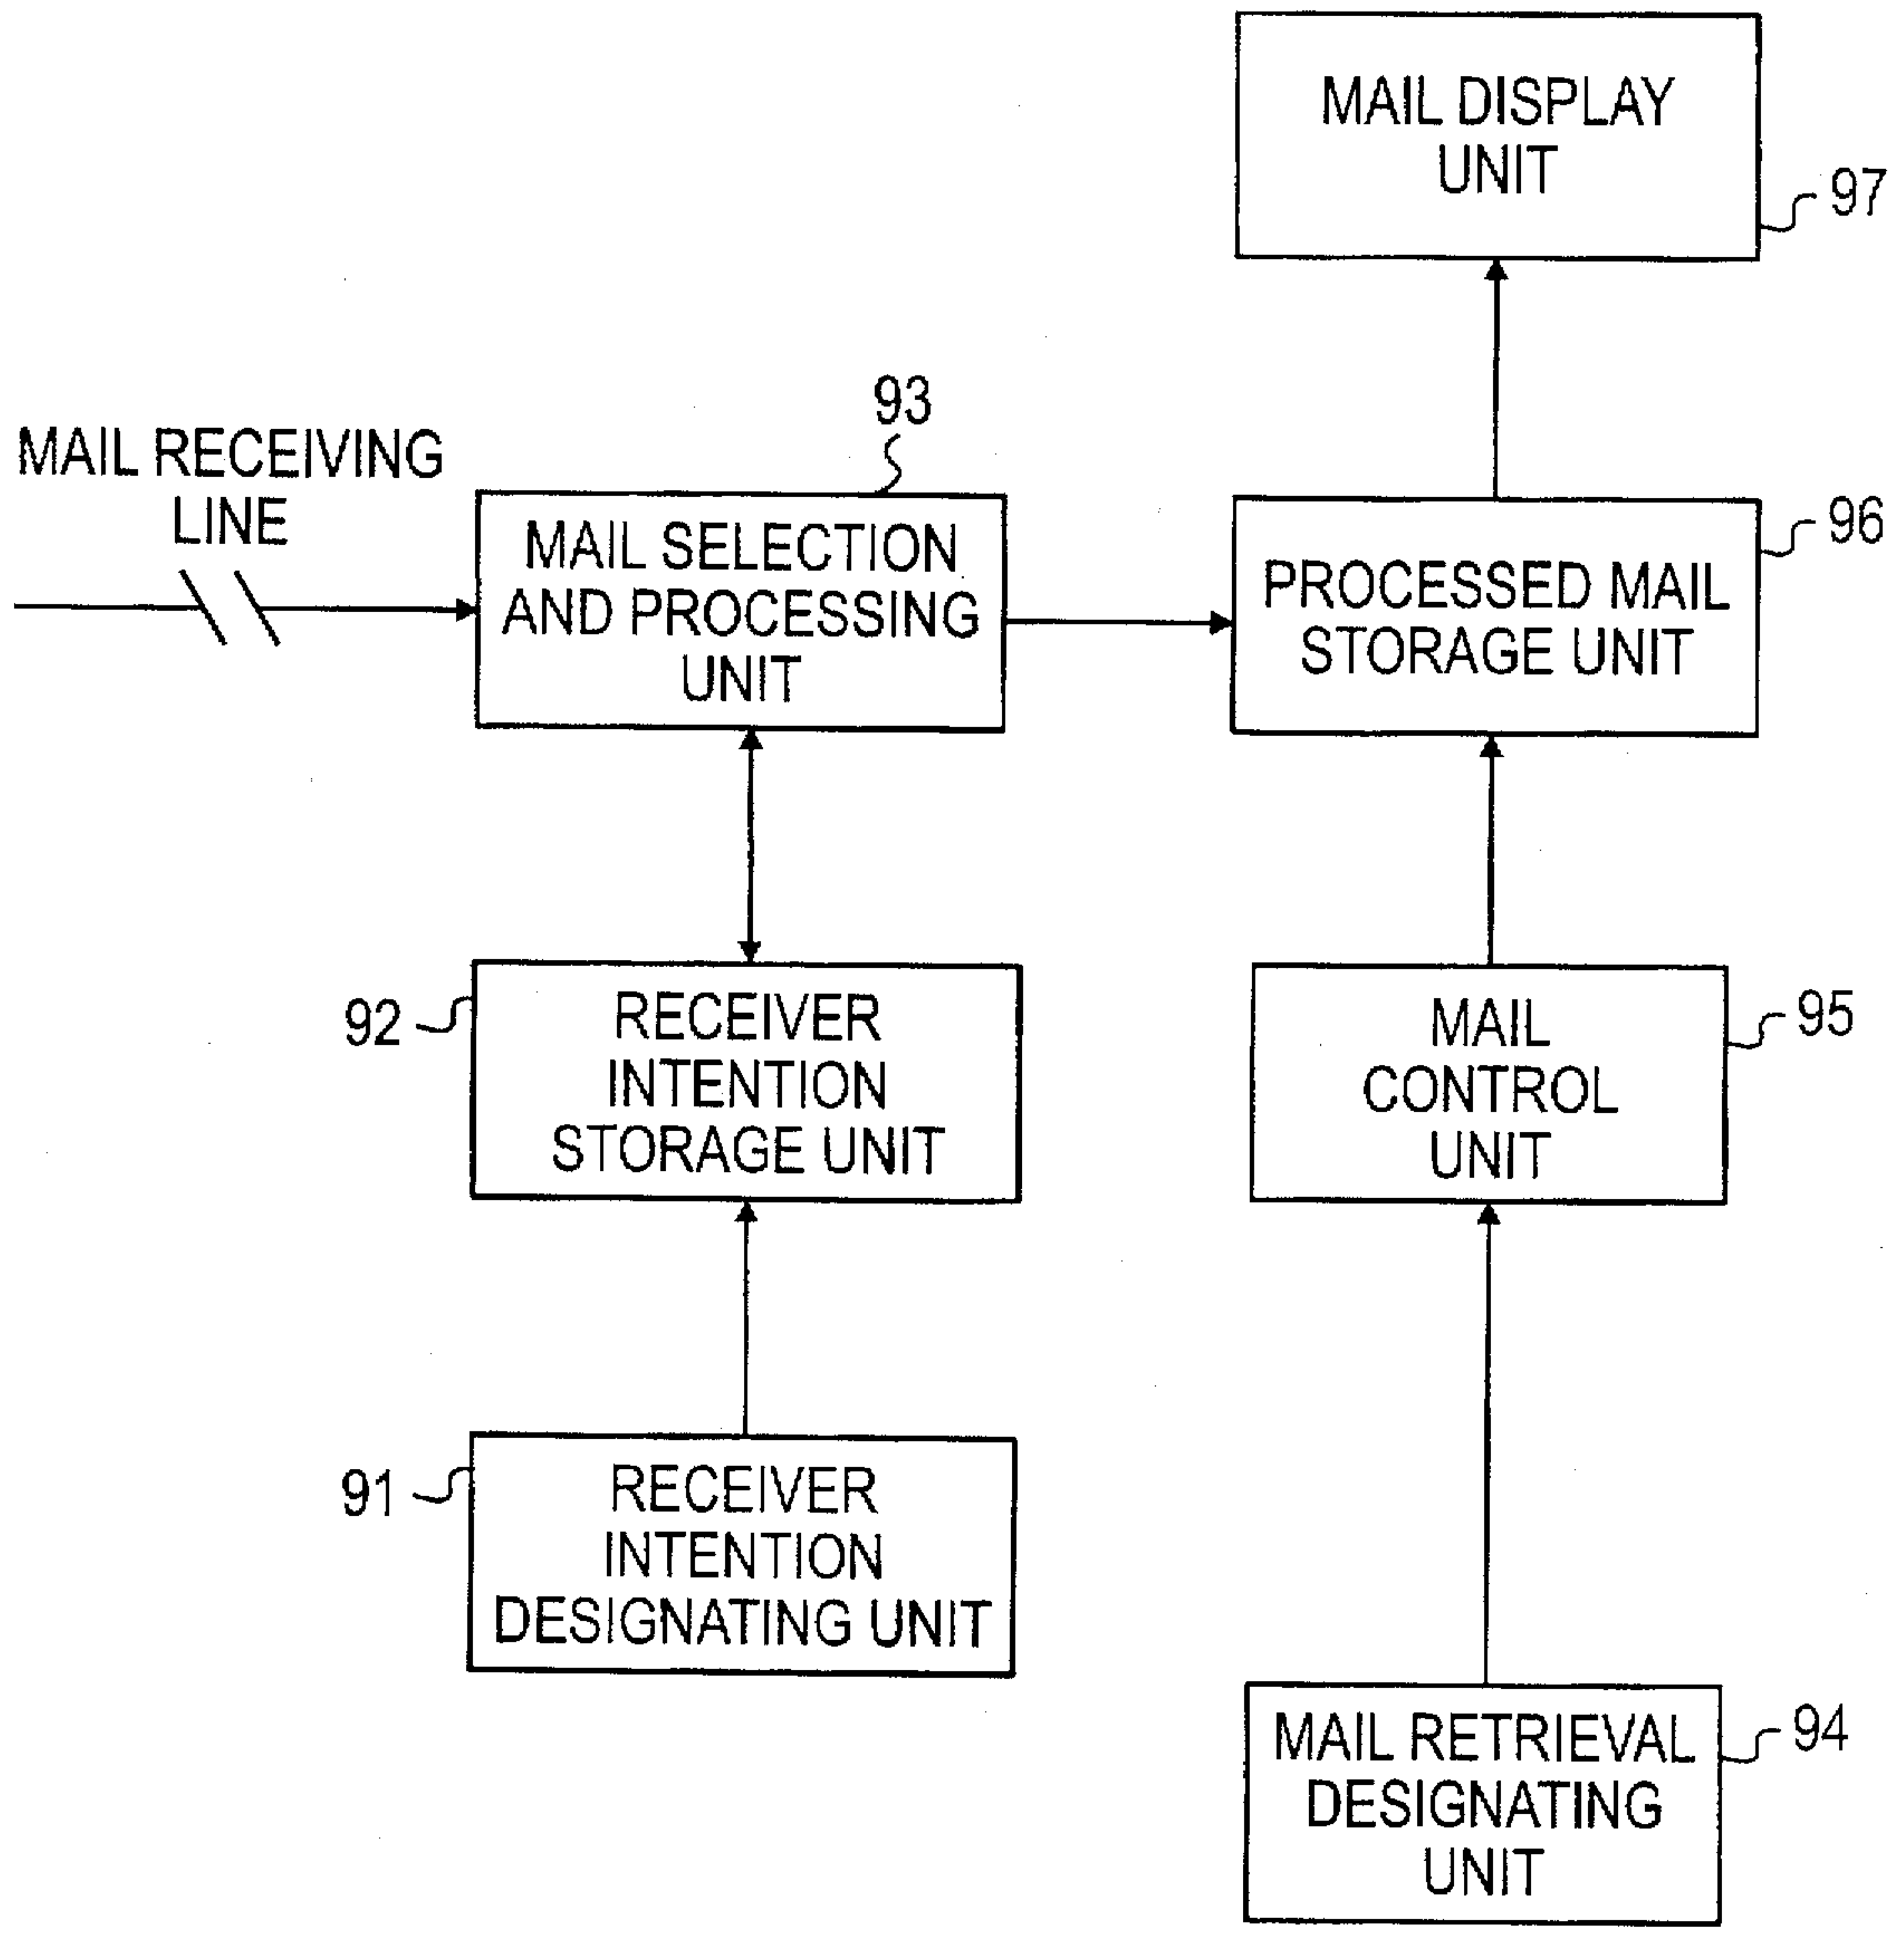 MAIL DISPLAY
UNIT
97
93
MAIL RECEIVING
LINE
MAIL SELECTION
AND PROCESSING
UNIT
96
PROCESSED MAIL
STORAGE UNIT
92
RECEIVER
INTENTION
STORAGE UNIT
95
MAIL
CONTROL
UNIT
91
RECEIVER
INTENTION
DESIGNATING UNIT
94
MAIL RETRIEVAL
DESIGNATING
UNIT